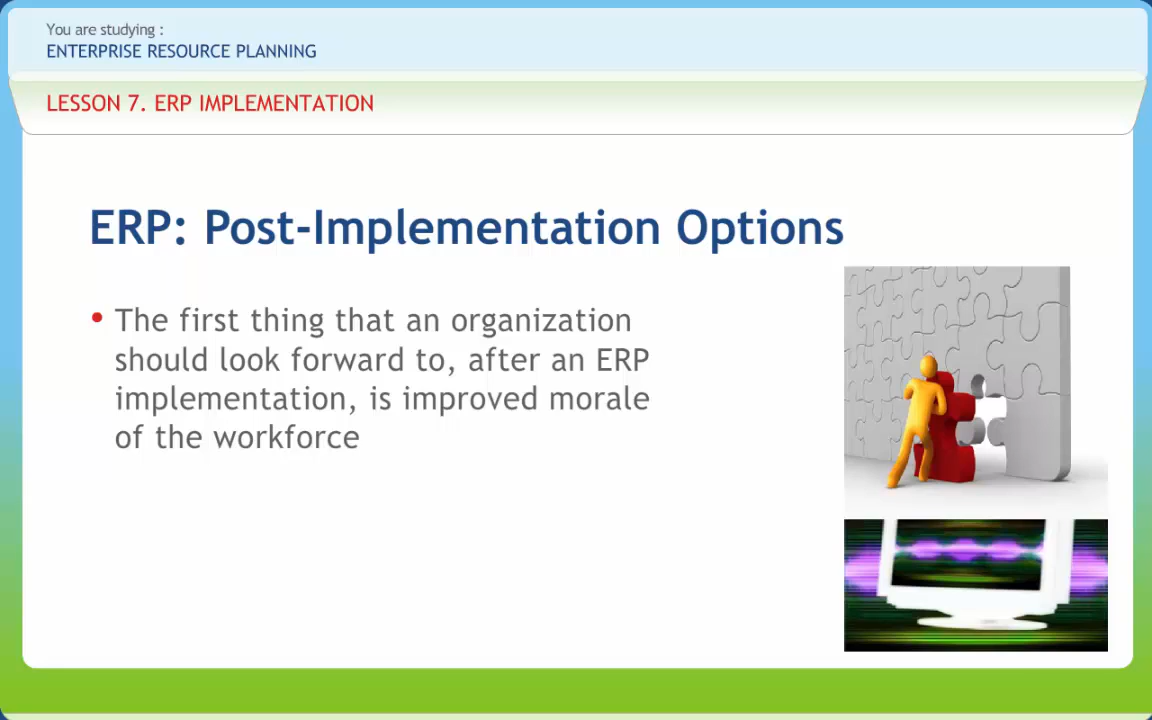 You are studying :
ENTERPRISE RESOURCE PLANNING
LESSON 7. ERP IMPLEMENTATION
ERP: Post-Implementation Options
• The first thing that an organization
should look forward to, after an ERP
implementation, is improved morale
of the workforce